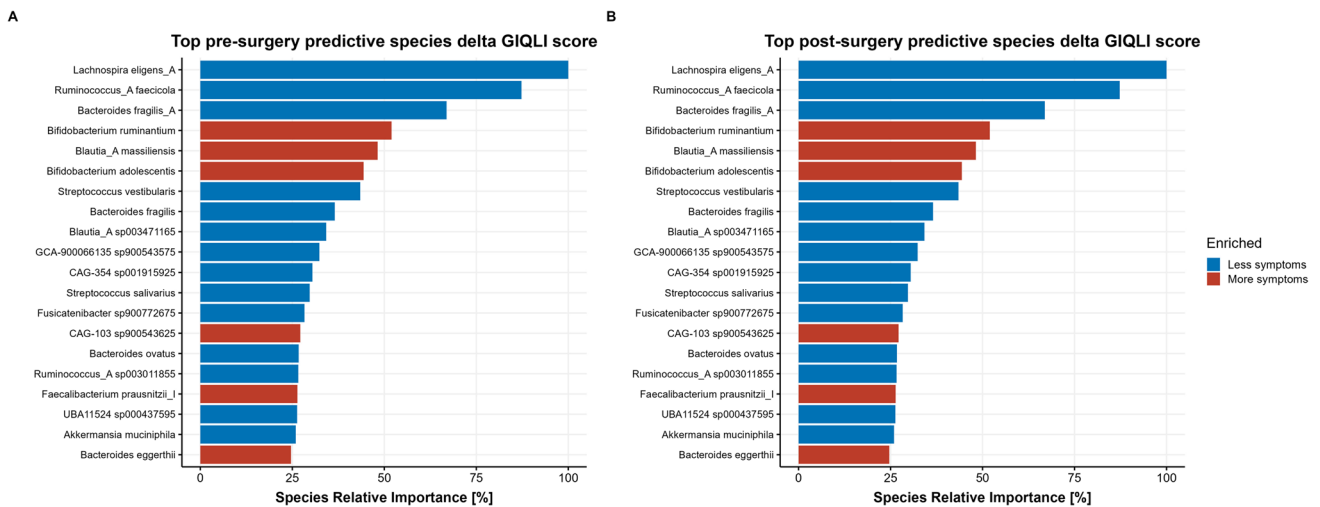 A
Top pre-surgery predictive species delta GIQLI score
Lachnospira eligens_A
Ruminococcus_A faecicola
Bacteroides fragilis_A
Bifidobacterium ruminantium
Blautia_A massiliensis
Bifidobacterium adolescentis
Streptococcus vestibularis
Bacteroides fragilis
Blautia_A sp003471165
GCA-900066135 sp900543575
CAG-354 sp001915925
Streptococcus salivarius
Fusicatenibacter sp900772675
CAG-103 sp900543625
Bacteroides ovatus
Ruminococcus_A sp003011855
Faecalibacterium prausnitzii_I
UBA11524 sp000437595
Akkermansia muciniphila
Bacteroides eggerthii
0 25 50 75 100
Species Relative Importance [%]
B
Top post-surgery predictive species delta GIQLI score
Lachnospira eligens_A
Ruminococcus_A faecicola
Bacteroides fragilis_A
Bifidobacterium ruminantium
Blautia_A massiliensis
Bifidobacterium adolescentis
Streptococcus vestibularis
Bacteroides fragilis
Blautia_A sp003471165
GCA-900066135 sp900543575
CAG-354 sp001915925
Streptococcus salivarius
Fusicatenibacter sp900772675
CAG-103 sp900543625
Bacteroides ovatus
Ruminococcus_A sp003011855
Faecalibacterium prausnitzii_I
UBA11524 sp000437595
Akkermansia muciniphila
Bacteroides eggerthii
0 25 50 75 100
Species Relative Importance [%]
Enriched
Less symptoms
More symptoms